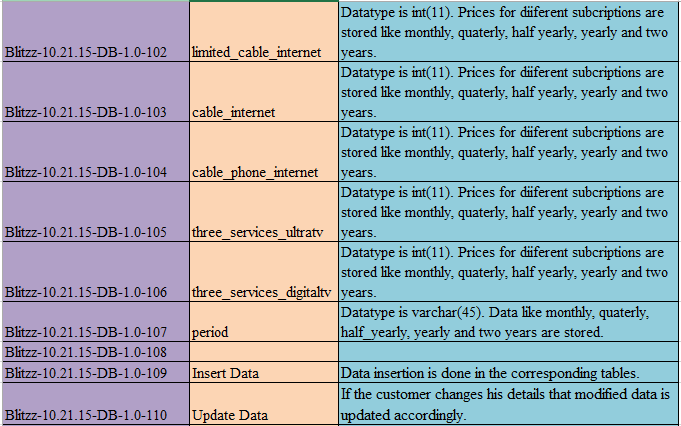 Datatype is int(11). Prices for diiferent subcriptions are
stored like monthly, quaterly, half yearly, yearly and two
Blitzz-10.21.15-DB-1.0-102 limited_cable_internet years.
Datatype is int(11). Prices for diiferent subcriptions are
stored like monthly, quaterly, half yearly, yearly and two
Blitzz-10.21.15-DB-1.0-103 cable_internet years.
Datatype is int(11). Prices for diiferent subcriptions are
stored like monthly, quaterly, half yearly, yearly and two
Blitzz-10.21.15-DB-1.0-104 cable_phone_internet years.
Datatype is int(11). Prices for diiferent subcriptions are
stored like monthly, quaterly, half yearly, yearly and two
Blitzz-10.21.15-DB-1.0-105 three_services_ultratv years.
Datatype is int(11). Prices for diiferent subcriptions are
stored like monthly, quaterly, half yearly, yearly and two
Blitzz-10.21.15-DB-1.0-106 three_services_digitaltv years.
Datatype is varchar(45). Data like monthly, quaterly,
Blitzz-10.21.15-DB-1.0-107 period half_yearly, yearly and two years are stored.
Blitzz-10.21.15-DB-1.0-108
Blitzz-10.21.15-DB-1.0-109 Insert Data Data insertion is done in the corresponding tables.
If the customer changes his details that modified data is
Blitzz-10.21.15-DB-1.0-110 Update Data updated accordingly.